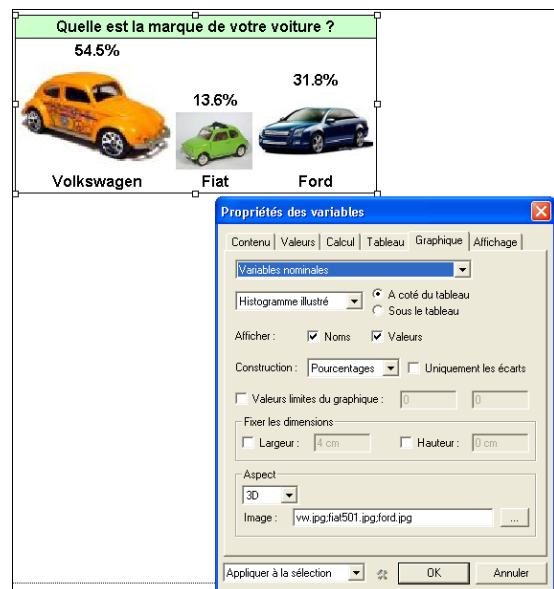 Quelle est la marque de votre voiture ?
54.5%
13.6%
31.8%
Volkswagen Fiat Ford
Propriétés des variables
Contenu Valeurs Calcul Tableau Graphique Affichage
Variables nominales
Histogramme illustré
A coté du tableau
Sous le tableau
Afficher : Noms Valeurs
Construction : Pourcentages Uniquement les écarts
Valeurs limites du graphique : 0 0
Fixer les dimensions
Largeur : 4 cm Hauteur : 0 cm
Aspect
3D
Image : vw.jpg;fiat501.jpg;ford.jpg ...
Appliquer à la sélection OK Annuler